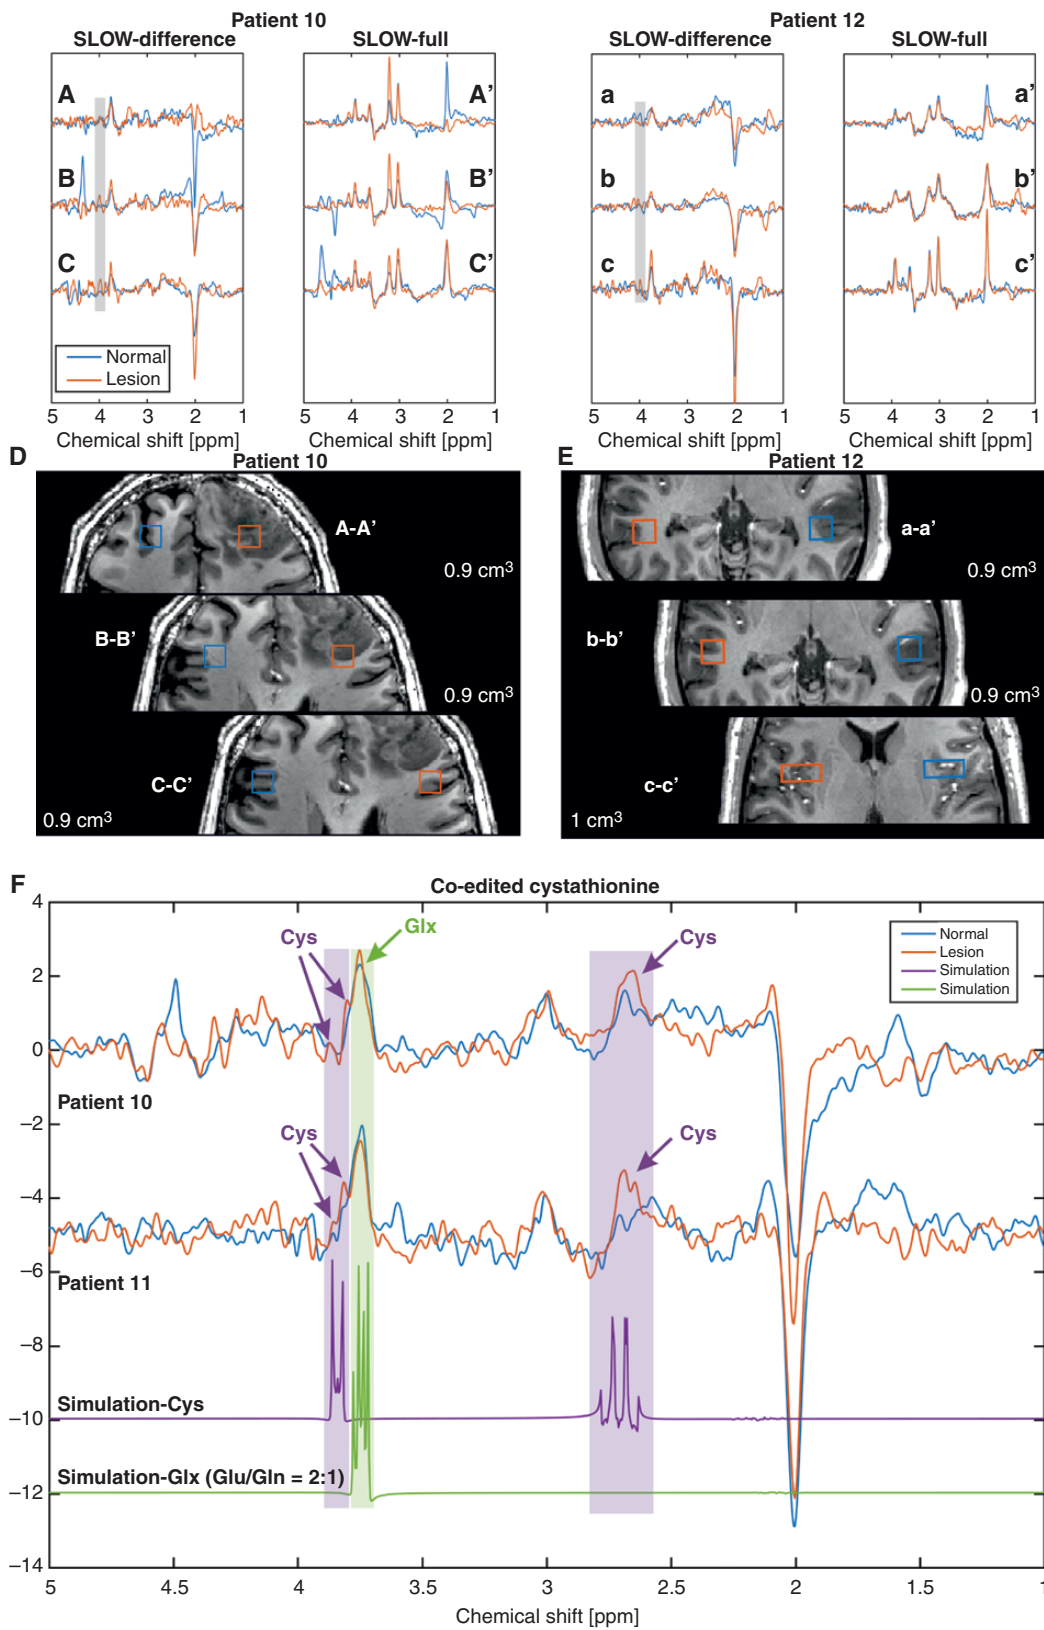 Patient 10
Patient 12
SLOW-difference
SLOW-full
SLOW-difference
SLOW-full
A
A’
a
a’
B
B’
b
b’
C
C’
c
c’
Normal
Lesion
5 4 3 2 1
5 4 3 2 1
5 4 3 2 1
5 4 3 2 1
Chemical shift [ppm]
Chemical shift [ppm]
Chemical shift [ppm]
Chemical shift [ppm]
D
Patient 10
E
Patient 12
A-A’
0.9 cm3
B-B’
0.9 cm3
C-C’
0.9 cm3
a-a’
0.9 cm3
b-b’
0.9 cm3
c-c’
1 cm3
F
Co-edited cystathionine
4
2
0
−2
−4
−6
−8
−10
−12
−14
Cys
Glx
Cys
Normal
Lesion
Simulation
Simulation
Patient 10
Cys
Cys
Patient 11
Simulation-Cys
Simulation-Glx (Glu/Gln = 2:1)
5 4.5 4 3.5 3 2.5 2 1.5 1
Chemical shift [ppm]